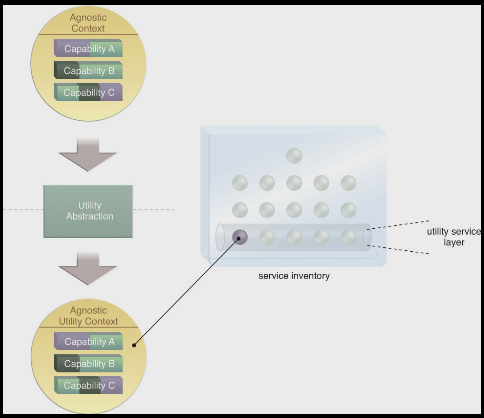 Agnostic
Context
Capability A
Capability B
Capability C
Utility
Abstraction
Agnostic
Utility Context
Capability A
Capability B
Capability C
utility service
layer
service inventory